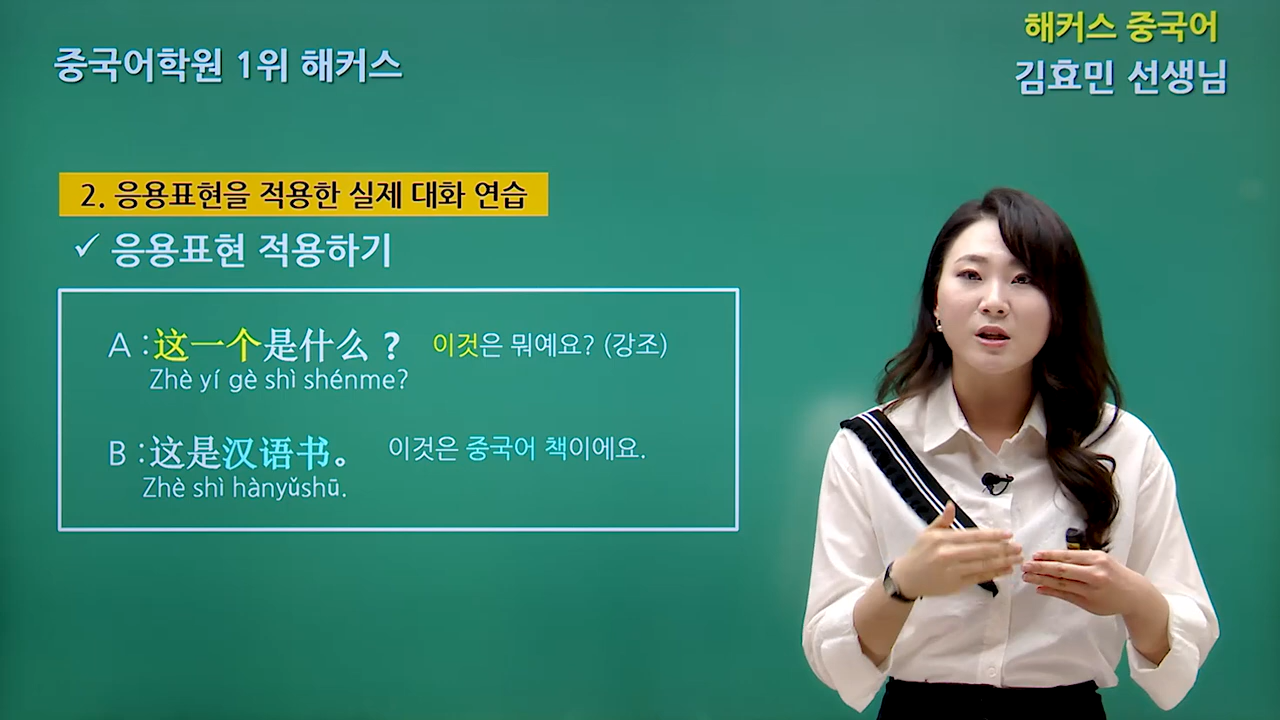 중국어학원 1위 해커스
해커스 중국어
김효민 선생님
2. 응용표현을 적용한 실제 대화 연습
✓ 응용표현 적용하기
A : 这一个是什么 ? 이것은 뭐예요? (강조)
Zhè yí gè shì shénme?
B : 这是汉语书。 이것은 중국어 책이에요.
Zhè shì hànyǔshū.